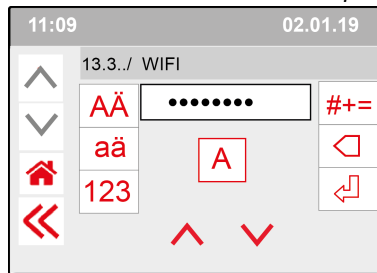 11:09 02.01.19
13.3../ WIFI
AÄ •••••••• #+=
aä A
123